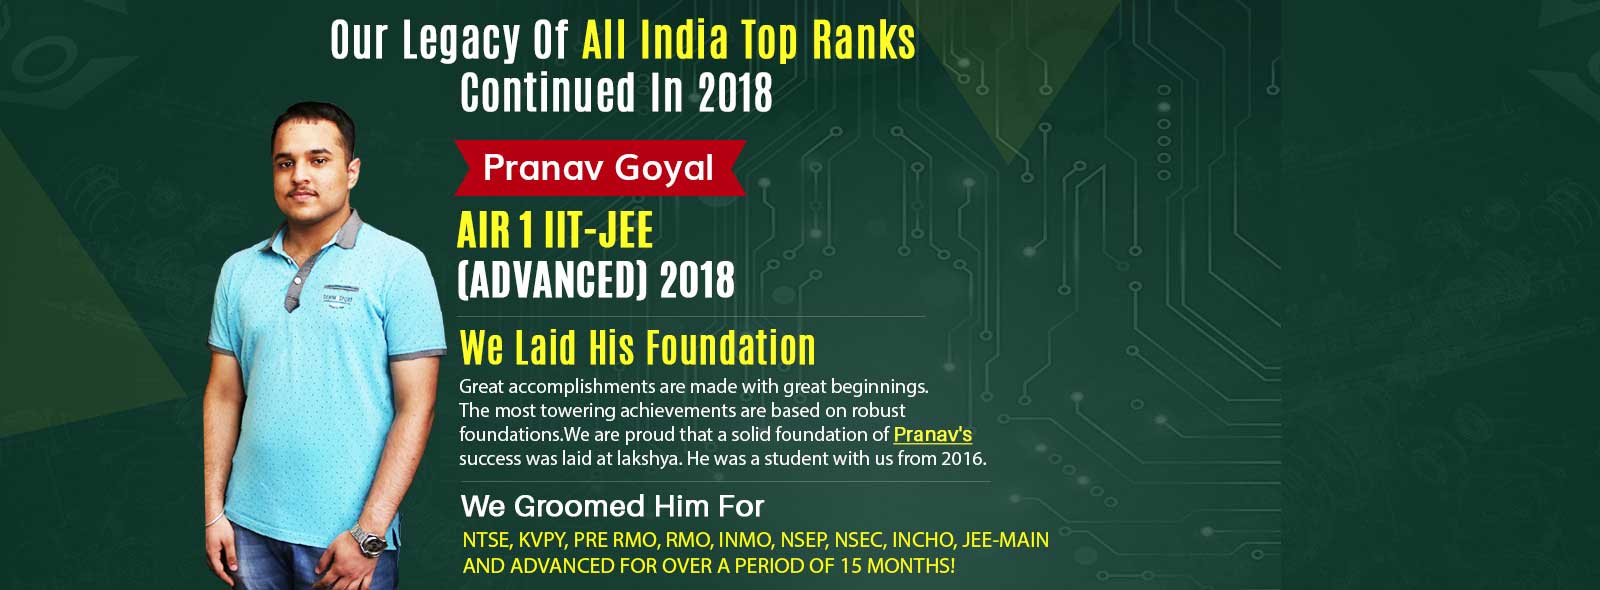 Our Legacy Of All India Top Ranks
Continued In 2018
Pranav Goyal
AIR 1 IIT-JEE
(ADVANCED) 2018
We Laid His Foundation
Great accomplishments are made with great beginnings.
The most towering achievements are based on robust
foundations.We are proud that a solid foundation of Pranav's
success was laid at lakshya. He was a student with us from 2016.
We Groomed Him For
NTSE, KVPY, PRE RMO, RMO, INMO, NSEP, NSEC, INCHO, JEE-MAIN
AND ADVANCED FOR OVER A PERIOD OF 15 MONTHS!